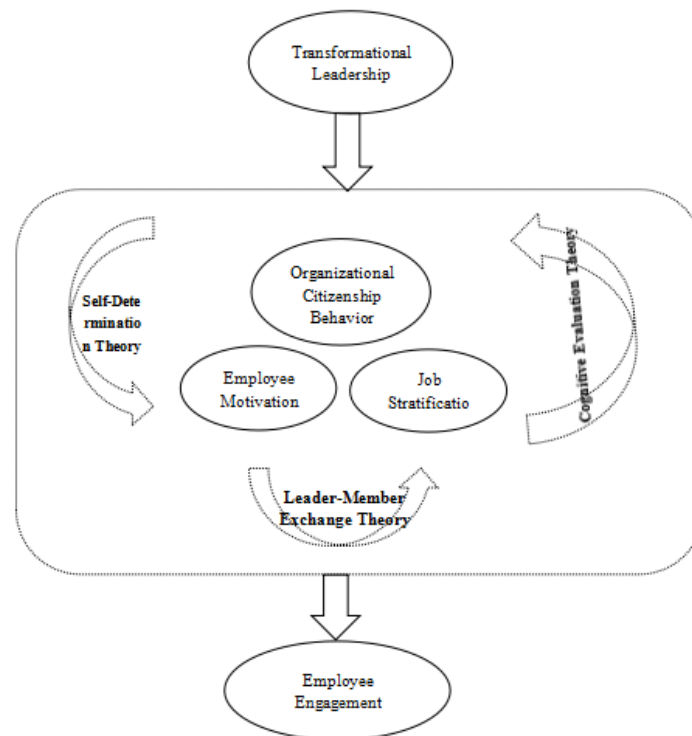 Transformational
Leadership
Organizational
Citizenship
Behavior
Self-Dete
rminatio
n Theory
Cognitive Evaluation Theory
Employee
Motivation
Job
Stratificatio
Leader-Member
Exchange Theory
Employee
Engagement